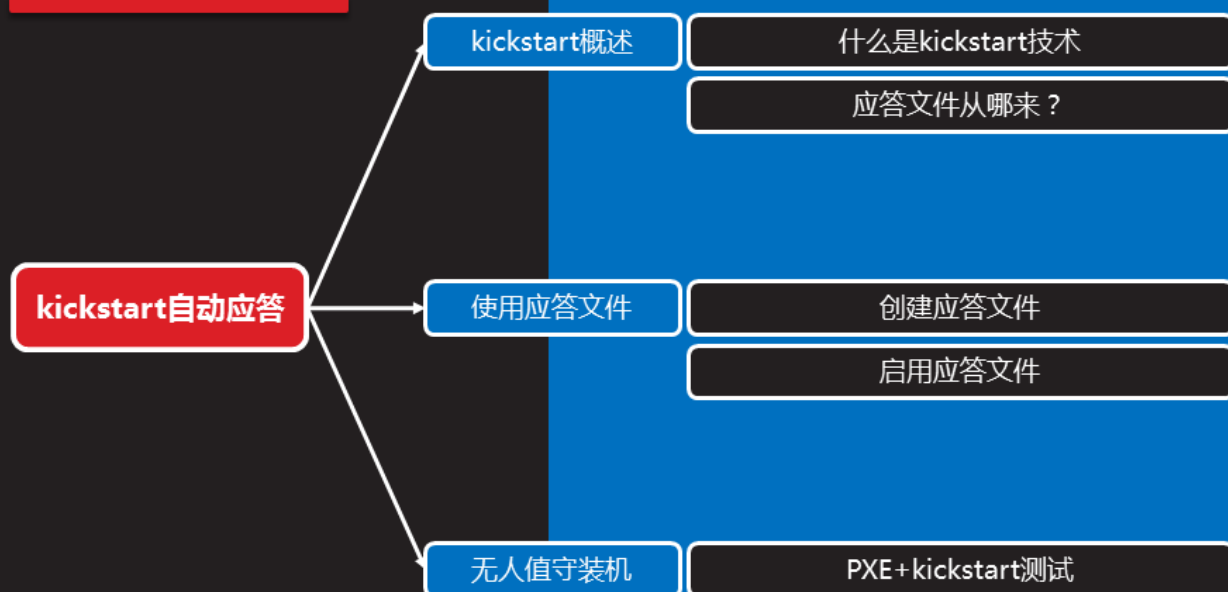 kickstart概述
什么是kickstart技术
应答文件从哪来？
kickstart自动应答
使用应答文件
创建应答文件
启用应答文件
无人值守装机
PXE+kickstart测试